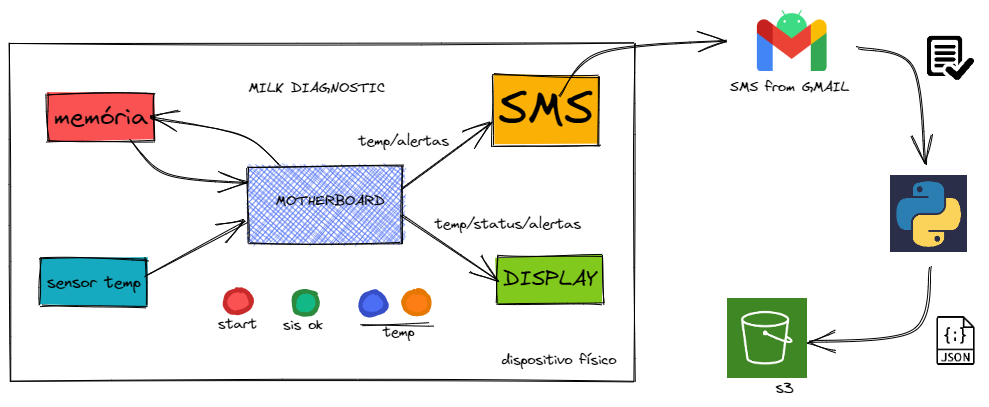 MILK DIAGNOSTIC
memória
SMS
temp/alertas
MOTHERBOARD
temp/status/alertas
sensor temp
DISPLAY
start
sis ok
temp
dispositivo físico
SMS from GMAIL
{;}
JSON
s3